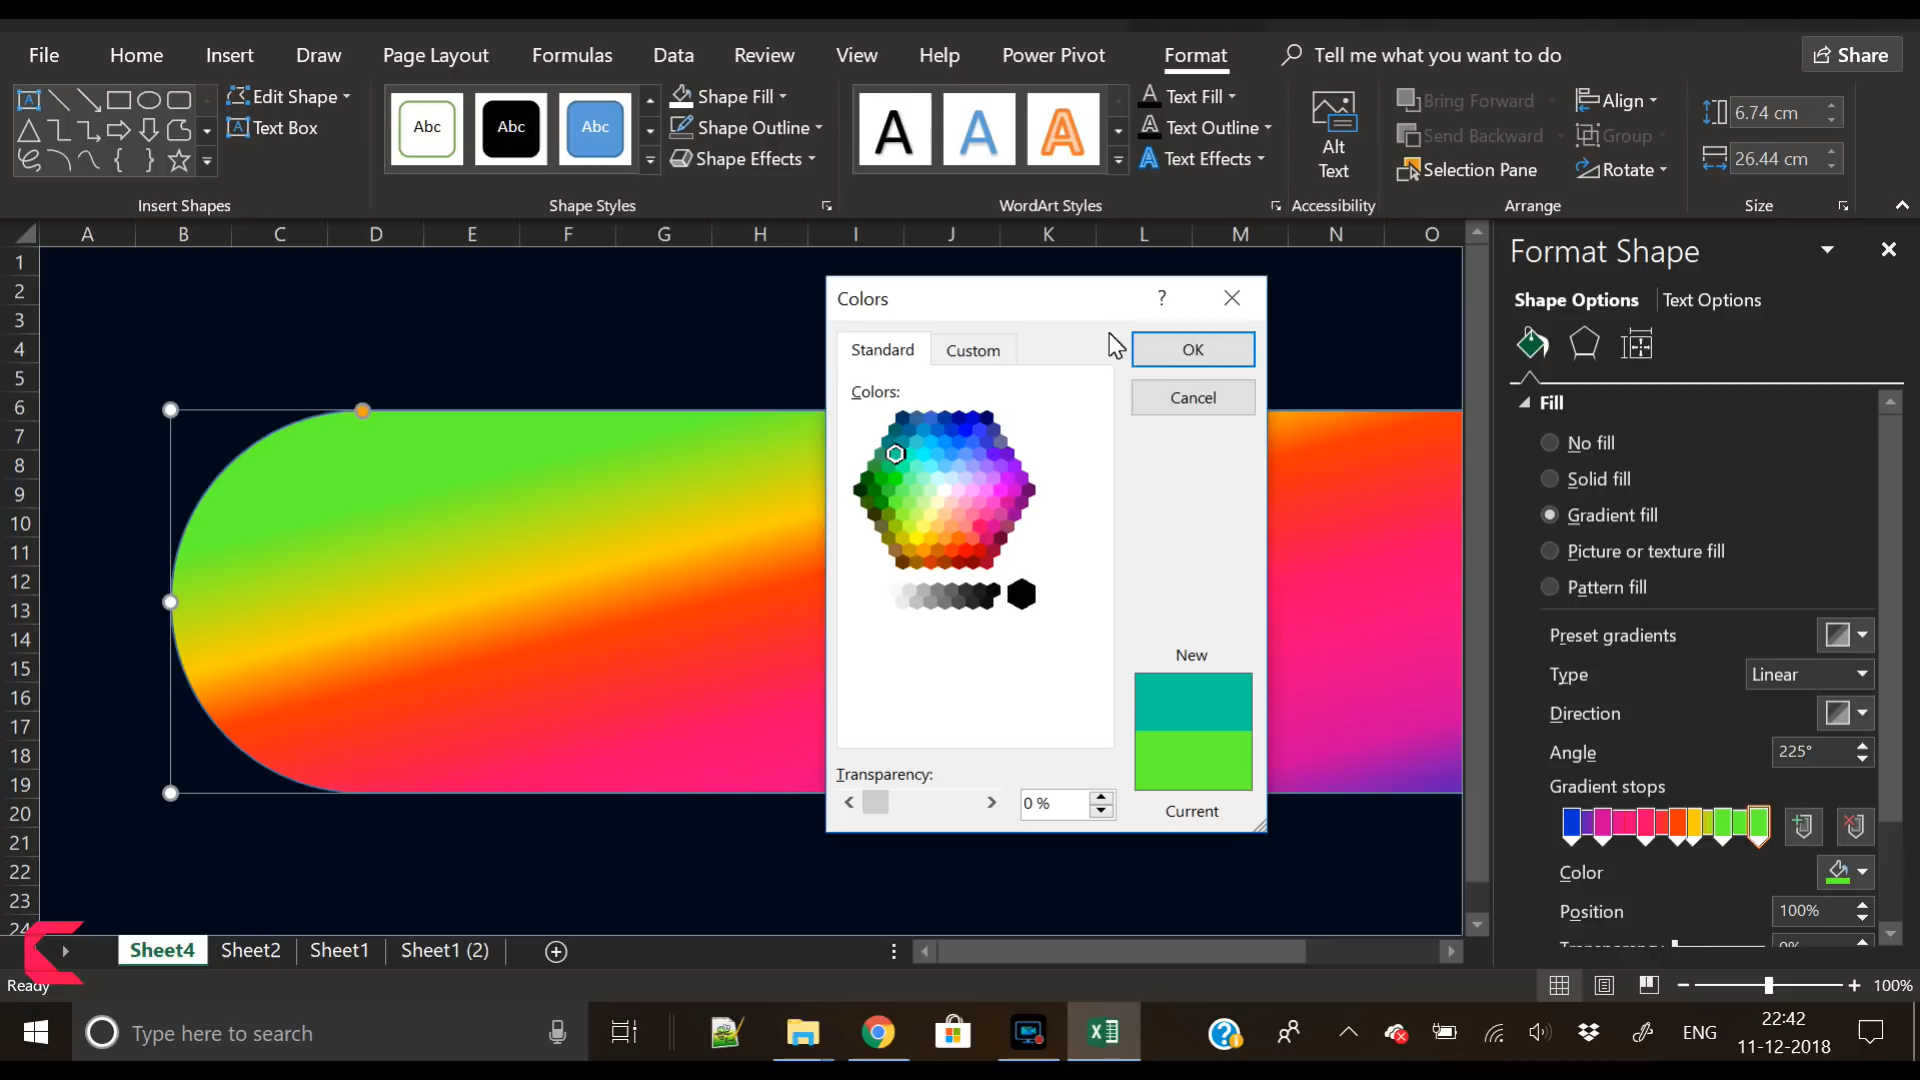 File Home Insert Draw Page Layout Formulas Data Review View Help Power Pivot Format Tell me what you want to do Share
Edit Shape
Text Box
Insert Shapes
Abc Abc Abc
Shape Fill
Shape Outline
Shape Effects
Shape Styles
A A A
Text Fill
Text Outline
Text Effects
WordArt Styles
Alt
Text
Accessibility
Bring Forward
Send Backward
Selection Pane
Align
Group
Rotate
Arrange
6.74 cm
26.44 cm
Size
A B C D E F G H I J K L M N O
1
2
3
4
5
6
7
8
9
10
11
12
13
14
15
16
17
18
19
20
21
22
23
24
Colors ?
Standard Custom
OK
Cancel
Colors:
New
Current
Transparency:
0 %
Format Shape
Shape Options Text Options
Fill
No fill
Solid fill
Gradient fill
Picture or texture fill
Pattern fill
Preset gradients
Type Linear
Direction
Angle 225°
Gradient stops
Color
Position 100%
Transparency 0%
Sheet4 Sheet2 Sheet1 Sheet1 (2)
Ready
100%
Type here to search
ENG
22:42
11-12-2018